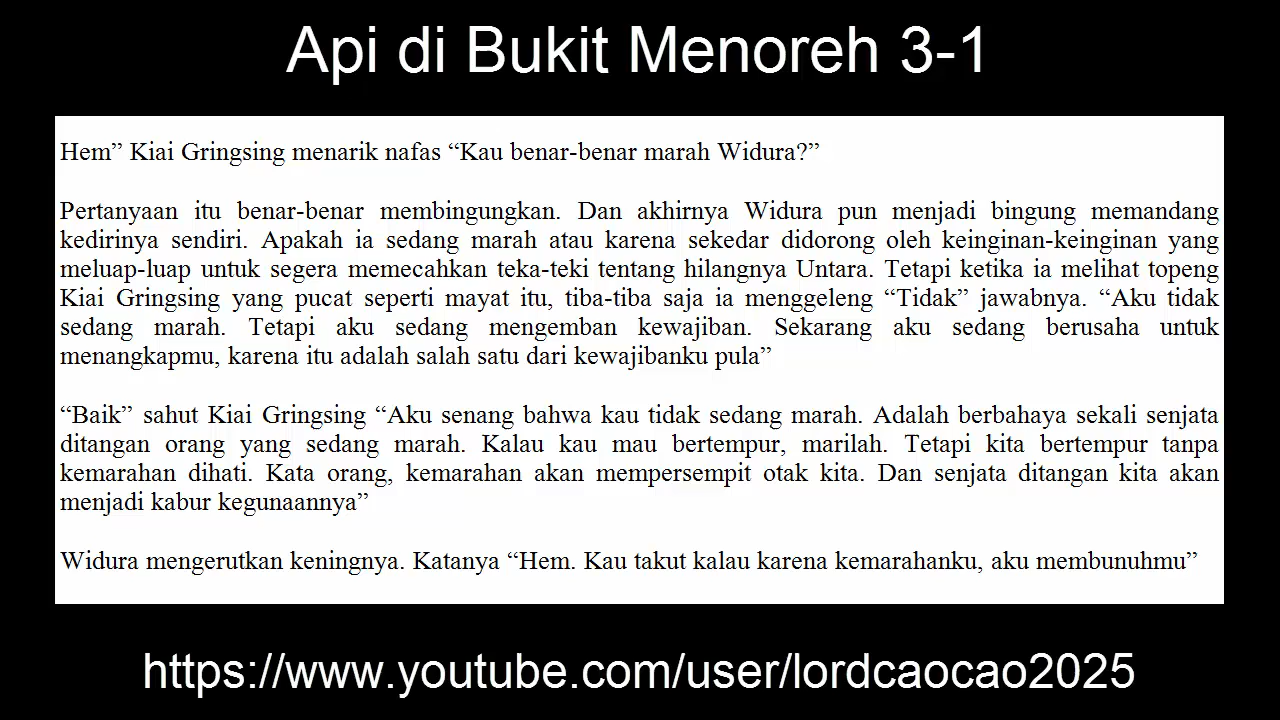 Api di Bukit Menoreh 3-1
Hem” Kiai Gringsing menarik nafas “Kau benar-benar marah Widura?”
Pertanyaan itu benar-benar membingungkan. Dan akhirnya Widura pun menjadi bingung memandang
kedirinya sendiri. Apakah ia sedang marah atau karena sekedar didorong oleh keinginan-keinginan yang
meluap-luap untuk segera memecahkan teka-teki tentang hilangnya Untara. Tetapi ketika ia melihat topeng
Kiai Gringsing yang pucat seperti mayat itu, tiba-tiba saja ia menggeleng “Tidak” jawabnya. “Aku tidak
sedang marah. Tetapi aku sedang mengemban kewajiban. Sekarang aku sedang berusaha untuk
menangkapmu, karena itu adalah salah satu dari kewajibanku pula”
“Baik” sahut Kiai Gringsing “Aku senang bahwa kau tidak sedang marah. Adalah berbahaya sekali senjata
ditangan orang yang sedang marah. Kalau kau mau bertempur, marilah. Tetapi kita bertempur tanpa
kemarahan dihati. Kata orang, kemarahan akan mempersempit otak kita. Dan senjata ditangan kita akan
menjadi kabur kegunaannya”
Widura mengerutkan keningnya. Katanya “Hem. Kau takut kalau karena kemarahanku, aku membunuhmu”
https://www.youtube.com/user/lordcaocao2025